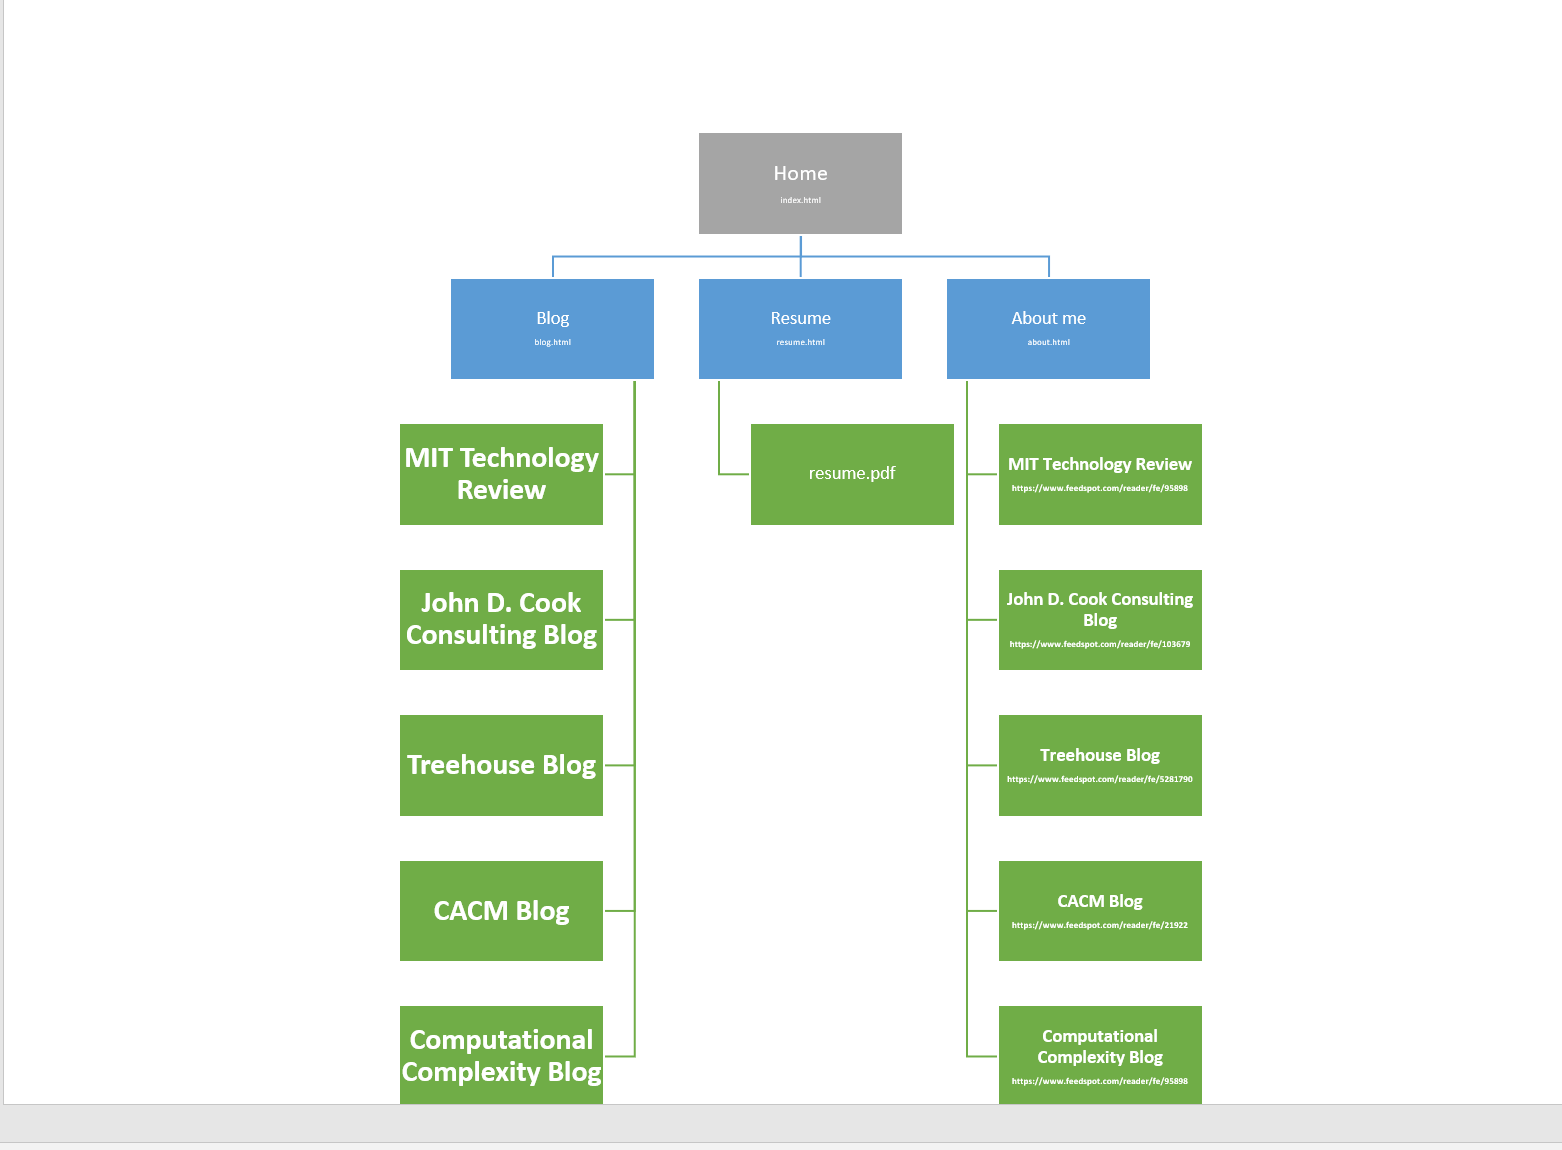 Home
index.html
Blog
blog.html
Resume
resume.html
About me
about.html
MIT Technology
Review
John D. Cook
Consulting Blog
Treehouse Blog
CACM Blog
Computational
Complexity Blog
resume.pdf
MIT Technology Review
https://www.feedspot.com/reader/fe/95898
John D. Cook Consulting
Blog
https://www.feedspot.com/reader/fe/103679
Treehouse Blog
https://www.feedspot.com/reader/fe/5281790
CACM Blog
https://www.feedspot.com/reader/fe/21922
Computational
Complexity Blog
https://www.feedspot.com/reader/fe/95898